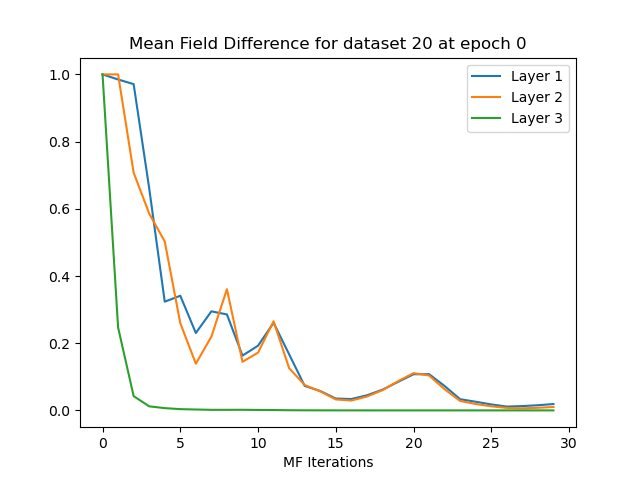 Mean Field Difference for dataset 20 at epoch 0
1.0
0.8
0.6
0.4
0.2
0.0
Layer 1
Layer 2
Layer 3
0 5 10 15 20 25 30
MF Iterations